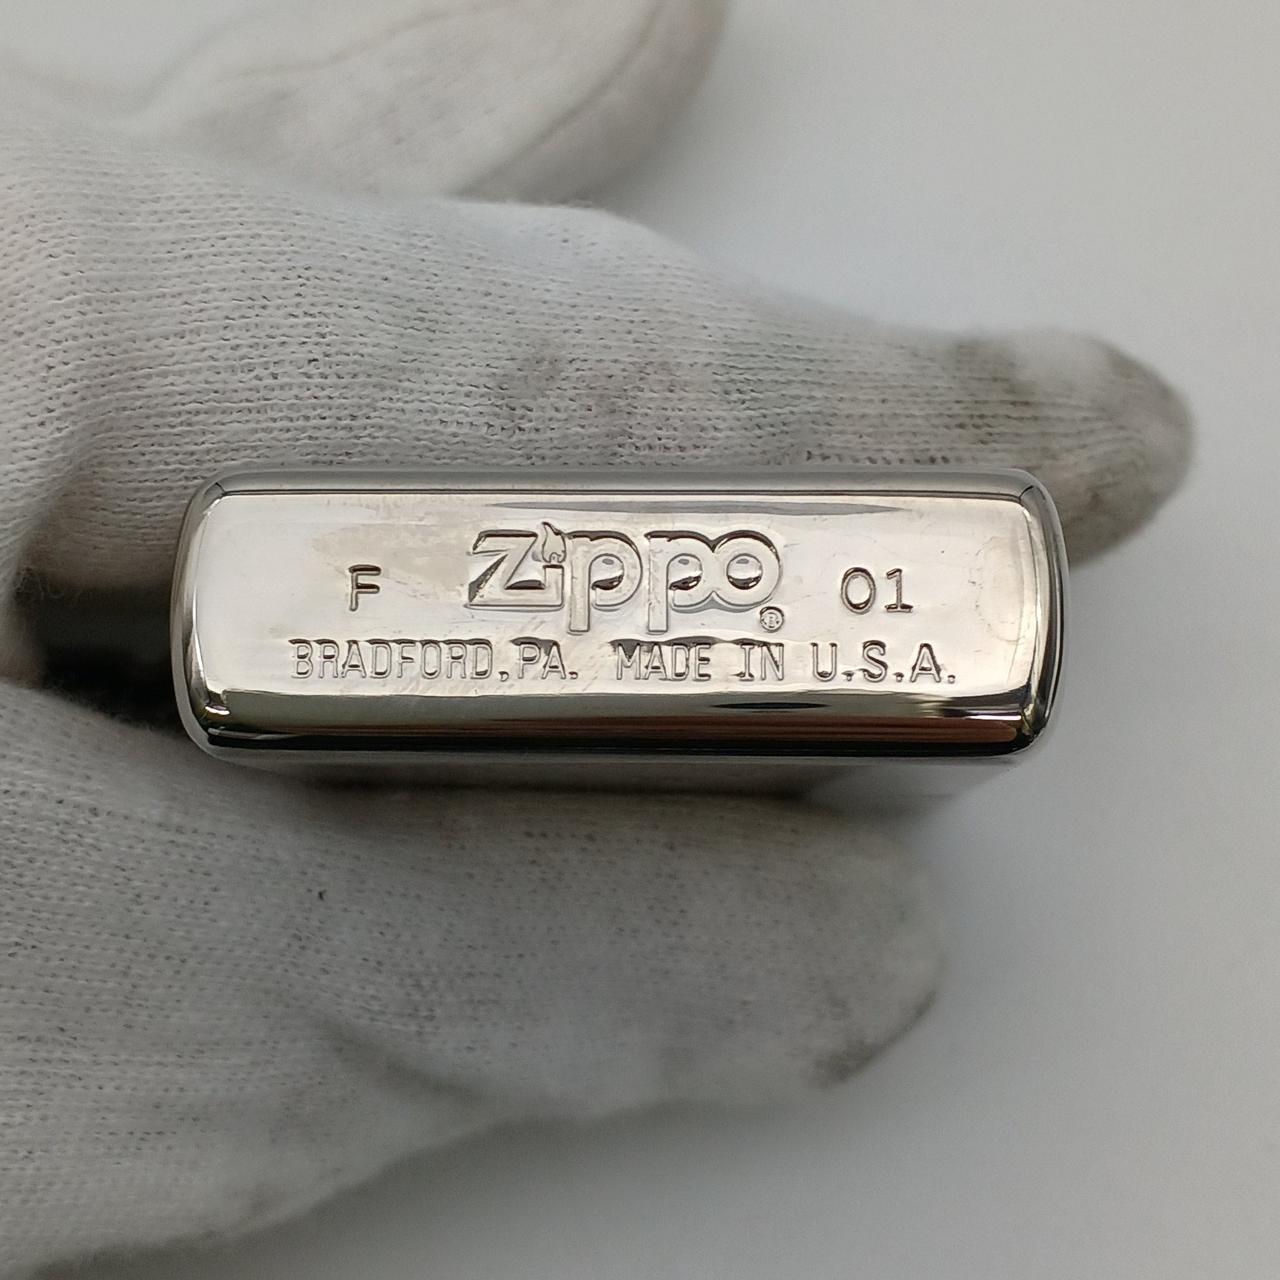 F Zippo ® 01
BRADFORD, PA. MADE IN U.S.A.